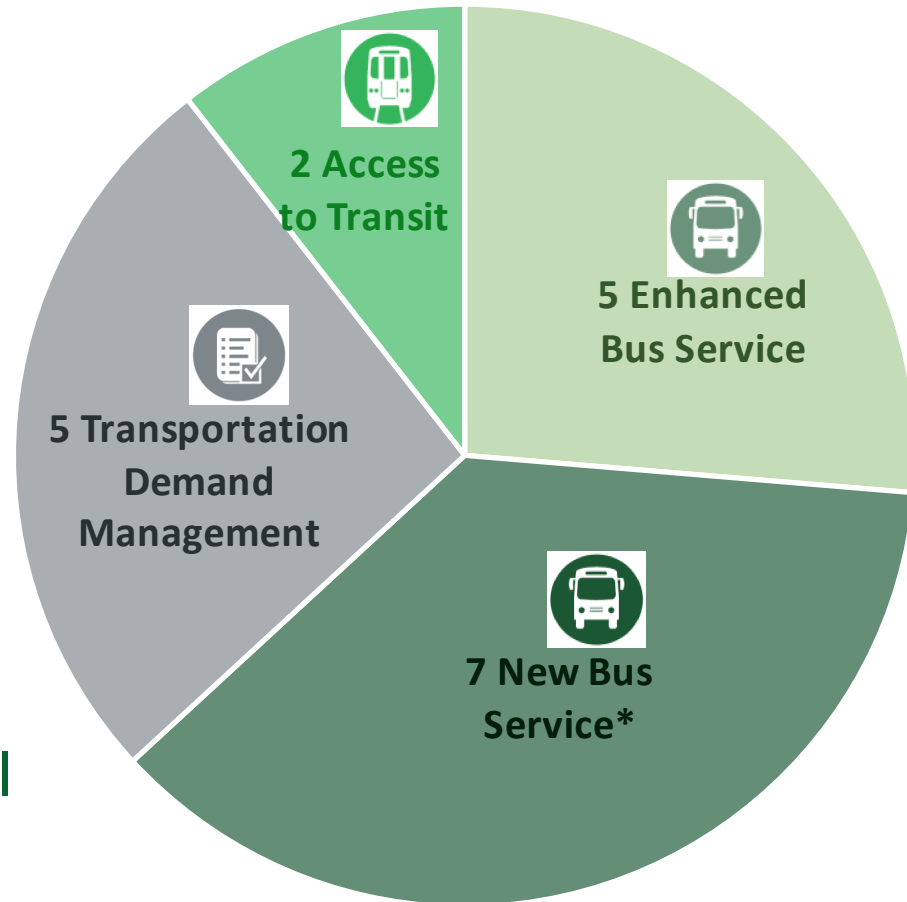 2 Access
to Transit
5 Enhanced
Bus Service
5 Transportation
Demand
Management
7 New Bus
Service*